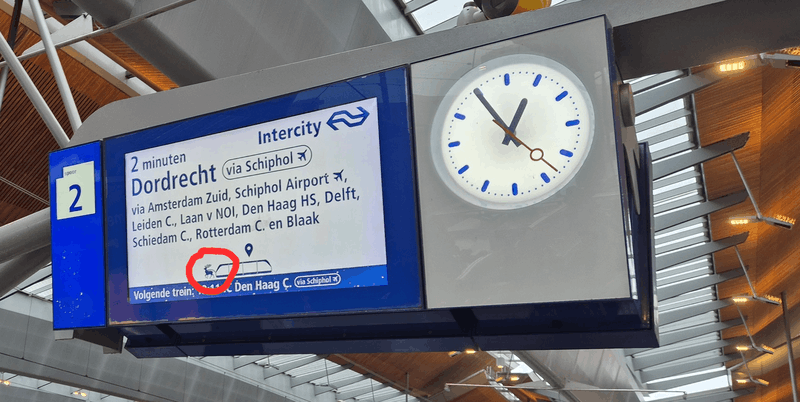 2
Intercity
2 minuten
Dordrecht via Schiphol
via Amsterdam Zuid, Schiphol Airport
Leiden C., Laan v NOI, Den Haag HS, Delft,
Schiedam C., Rotterdam C. en Blaak
Volgende trein: Den Haag C. via Schiphol